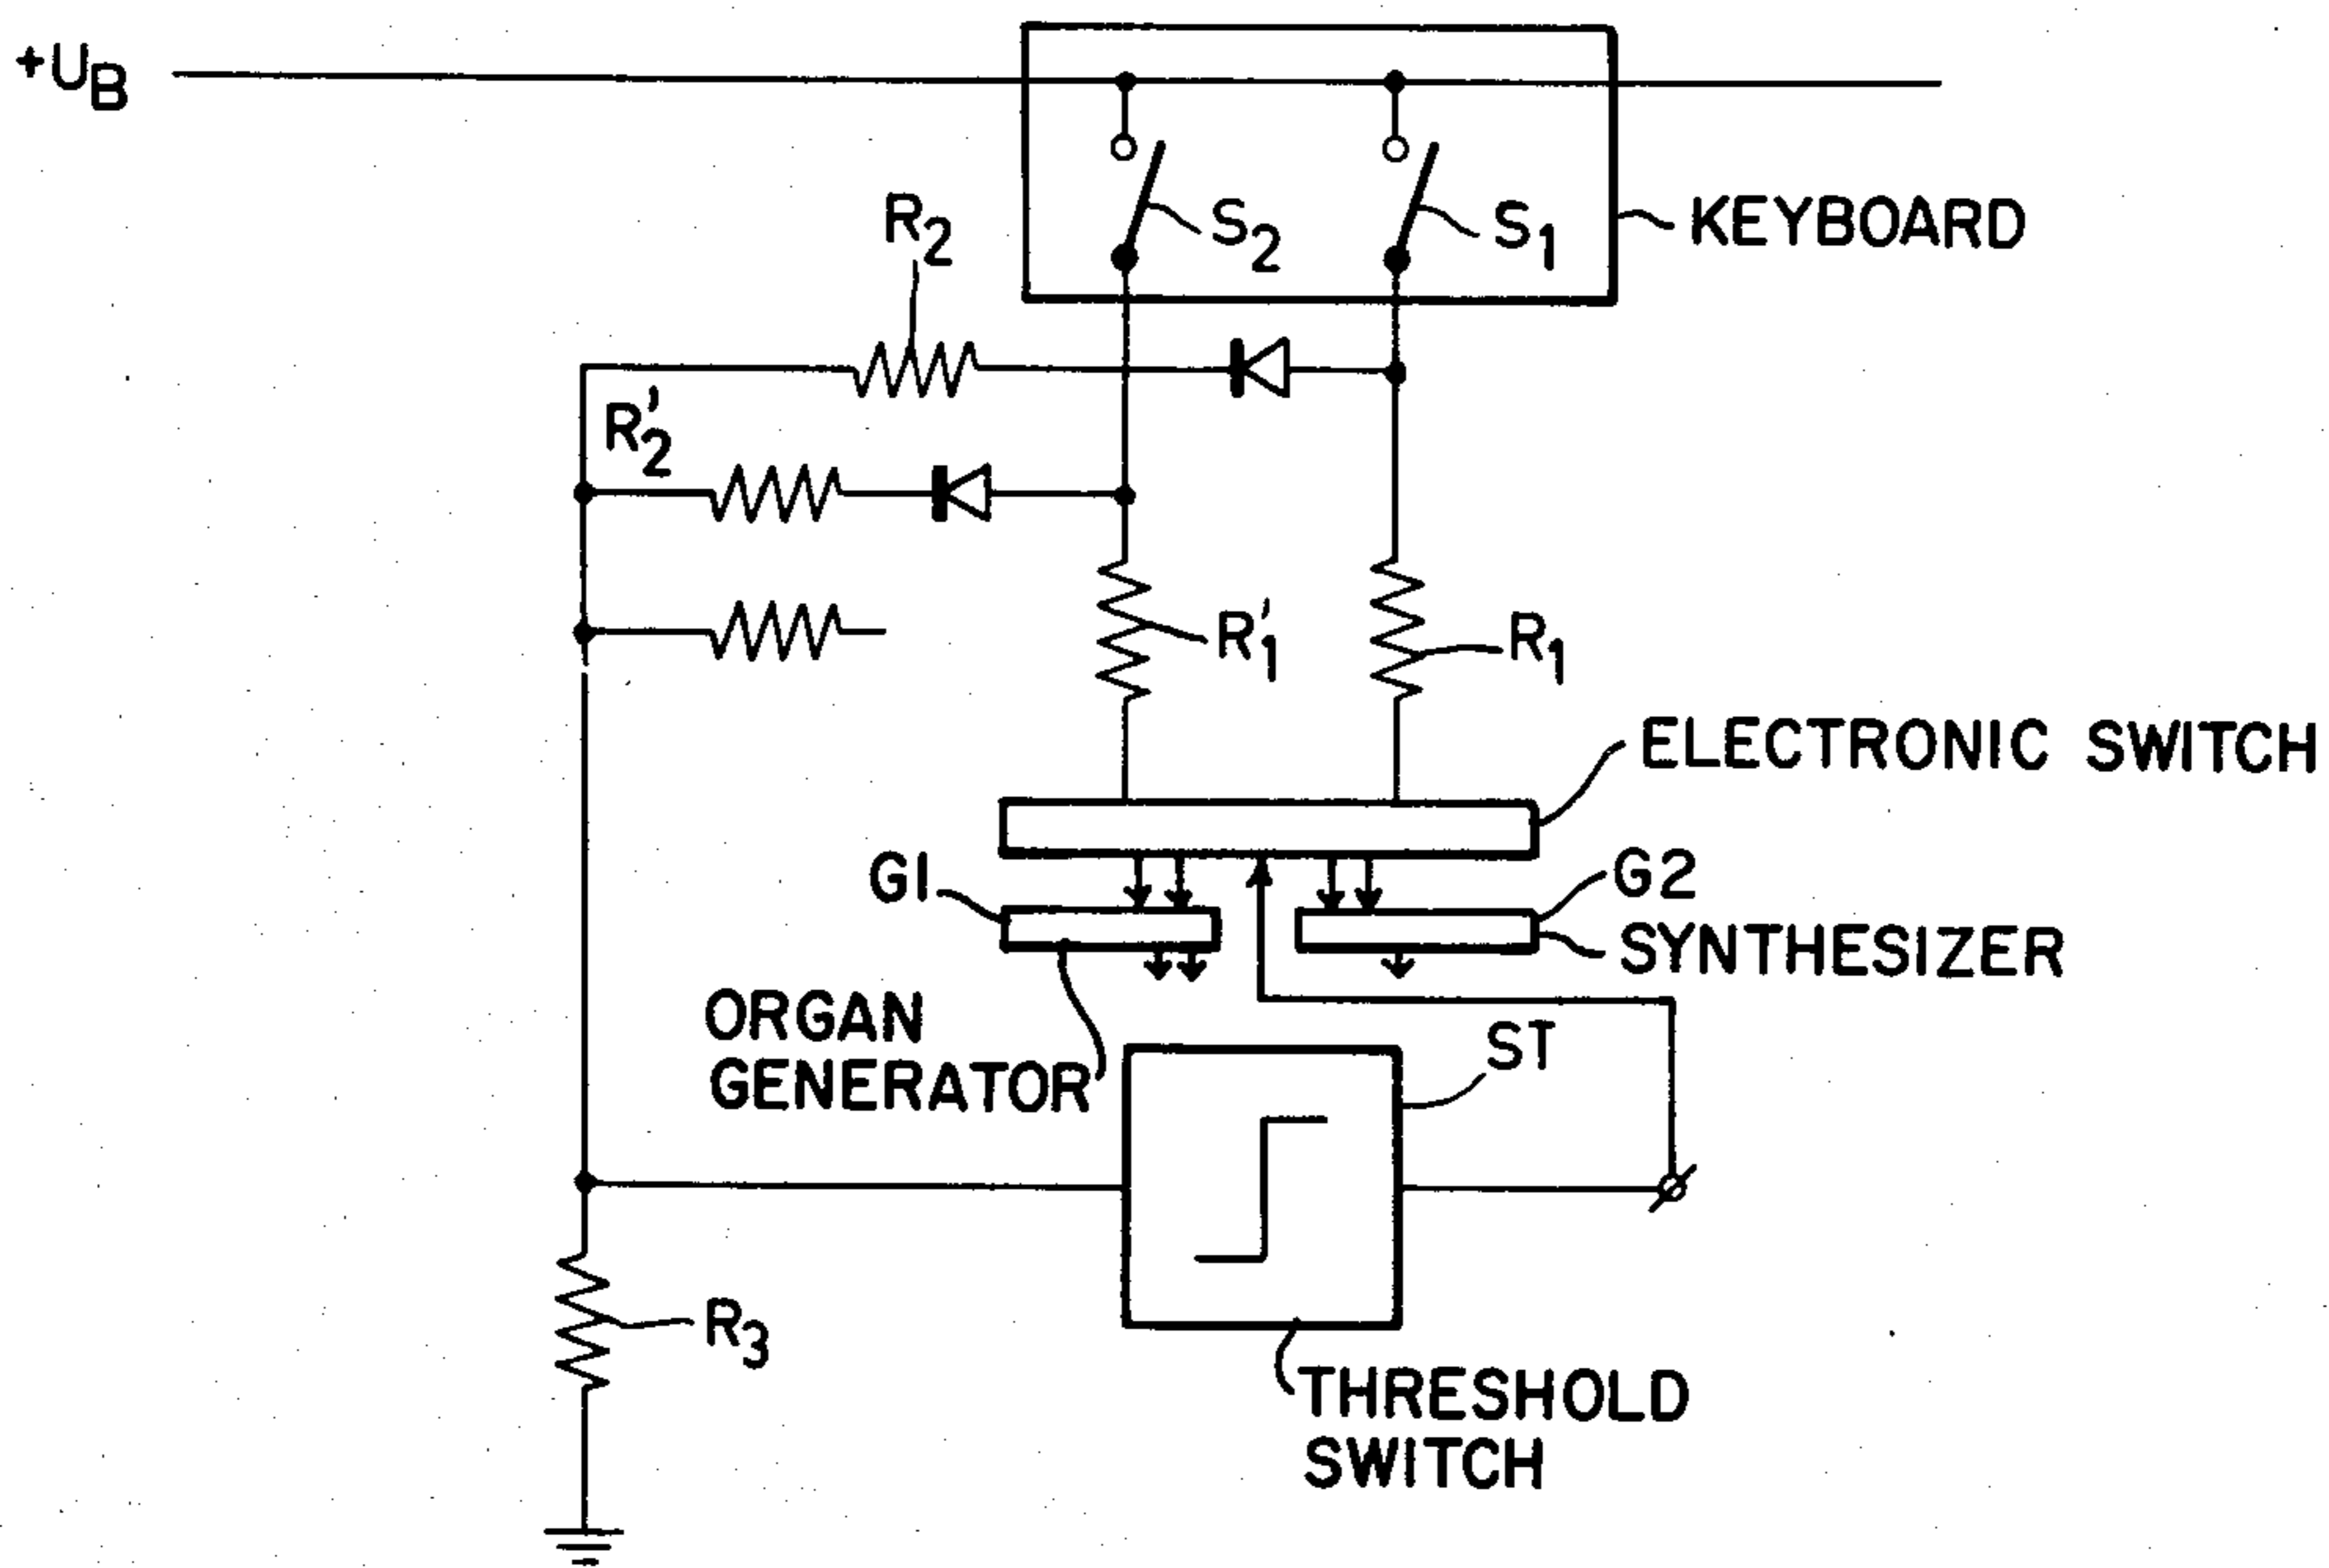 +UB
R2
S2
S1
KEYBOARD
R'2
R'1
R1
ELECTRONIC SWITCH
G1
G2
SYNTHESIZER
ORGAN
GENERATOR
ST
R3
THRESHOLD
SWITCH